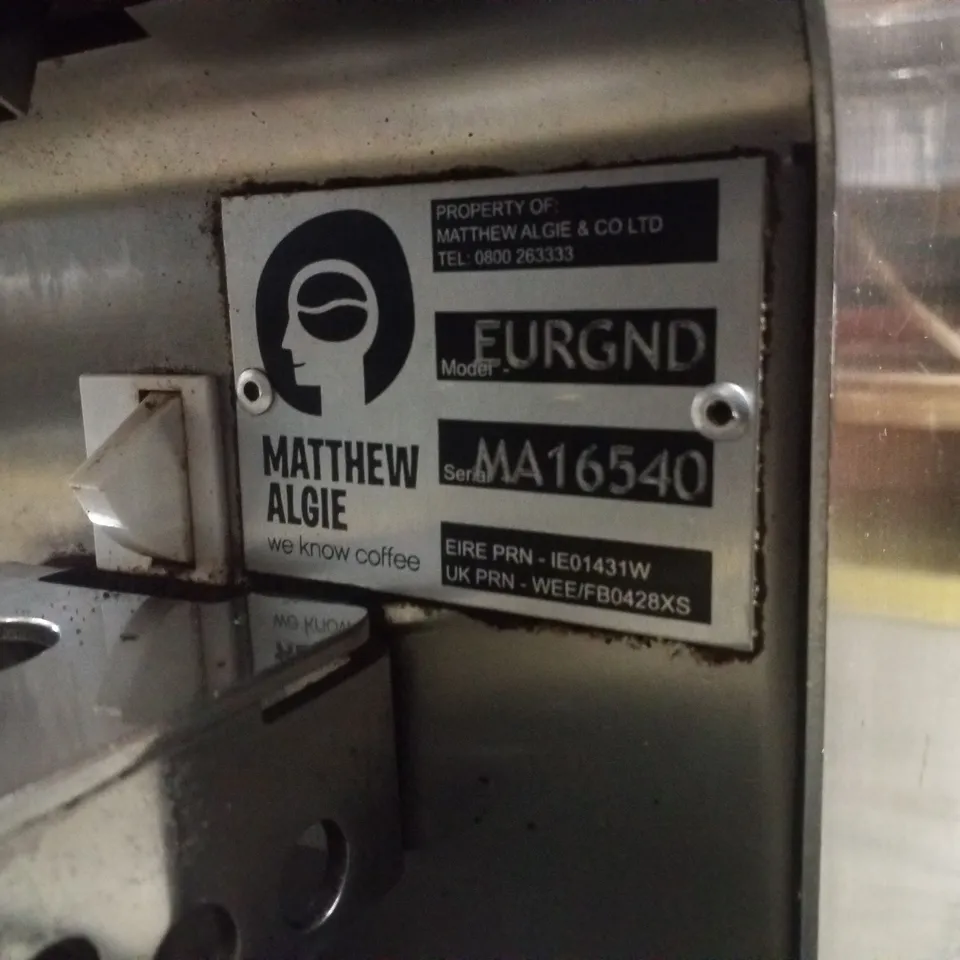 PROPERTY OF:
MATTHEW ALGIE & CO LTD
TEL: 0800 263333
Model - EURGND
Serial - MA16540
MATTHEW
ALGIE
we know coffee
EIRE PRN - IE01431W
UK PRN - WEE/FB0428XS